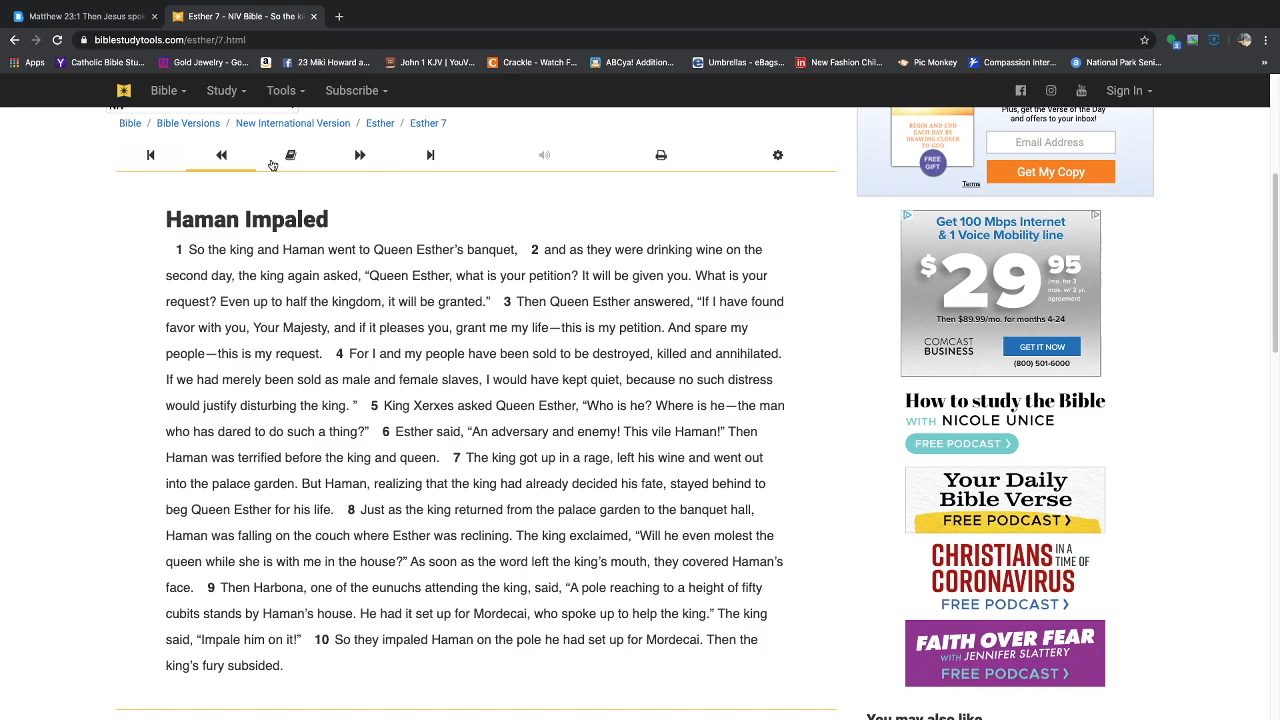 Matthew 23:1 Then Jesus spok
Esther 7 - NIV Bible - So the ki
biblestudytools.com/esther/7.html
Apps
Catholic Bible Stu...
Gold Jewelry - Go...
23 Miki Howard a...
John 1 KJV | YouV...
Crackle - Watch F...
ABCya! Addition...
Umbrellas - eBags...
New Fashion Chil...
Pic Monkey
Compassion Inter...
National Park Seni...
Bible
Study
Tools
Subscribe
Sign In
Bible / Bible Versions / New International Version / Esther / Esther 7
Haman Impaled
1 So the king and Haman went to Queen Esther’s banquet, 2 and as they were drinking wine on the
second day, the king again asked, “Queen Esther, what is your petition? It will be given you. What is your
request? Even up to half the kingdom, it will be granted.” 3 Then Queen Esther answered, “If I have found
favor with you, Your Majesty, and if it pleases you, grant me my life—this is my petition. And spare my
people—this is my request. 4 For I and my people have been sold to be destroyed, killed and annihilated.
If we had merely been sold as male and female slaves, I would have kept quiet, because no such distress
would justify disturbing the king. ” 5 King Xerxes asked Queen Esther, “Who is he? Where is he—the man
who has dared to do such a thing?” 6 Esther said, “An adversary and enemy! This vile Haman!” Then
Haman was terrified before the king and queen. 7 The king got up in a rage, left his wine and went out
into the palace garden. But Haman, realizing that the king had already decided his fate, stayed behind to
beg Queen Esther for his life. 8 Just as the king returned from the palace garden to the banquet hall,
Haman was falling on the couch where Esther was reclining. The king exclaimed, “Will he even molest the
queen while she is with me in the house?” As soon as the word left the king’s mouth, they covered Haman’s
face. 9 Then Harbona, one of the eunuchs attending the king, said, “A pole reaching to a height of fifty
cubits stands by Haman’s house. He had it set up for Mordecai, who spoke up to help the king.” The king
said, “Impale him on it!” 10 So they impaled Haman on the pole he had set up for Mordecai. Then the
king’s fury subsided.
Plus, get the Verse of the Day
and offers to your inbox!
BEGIN AND END
EACH DAY BY
DRAWING CLOSER
TO GOD
FREE
GIFT
Email Address
Get My Copy
Terms
Get 100 Mbps Internet
& 1 Voice Mobility line
$29 95
/mo. for 3
mos. w/ 2 yr.
agreement
Then $89.99/mo. for months 4-24
COMCAST
BUSINESS
GET IT NOW
(800) 501-6000
How to study the Bible
WITH NICOLE UNICE
FREE PODCAST >
Your Daily
Bible Verse
FREE PODCAST >
CHRISTIANS IN A
TIME OF
CORONAVIRUS
FREE PODCAST >
FAITH OVER FEAR
WITH JENNIFER SLATTERY
FREE PODCAST >
You may also like